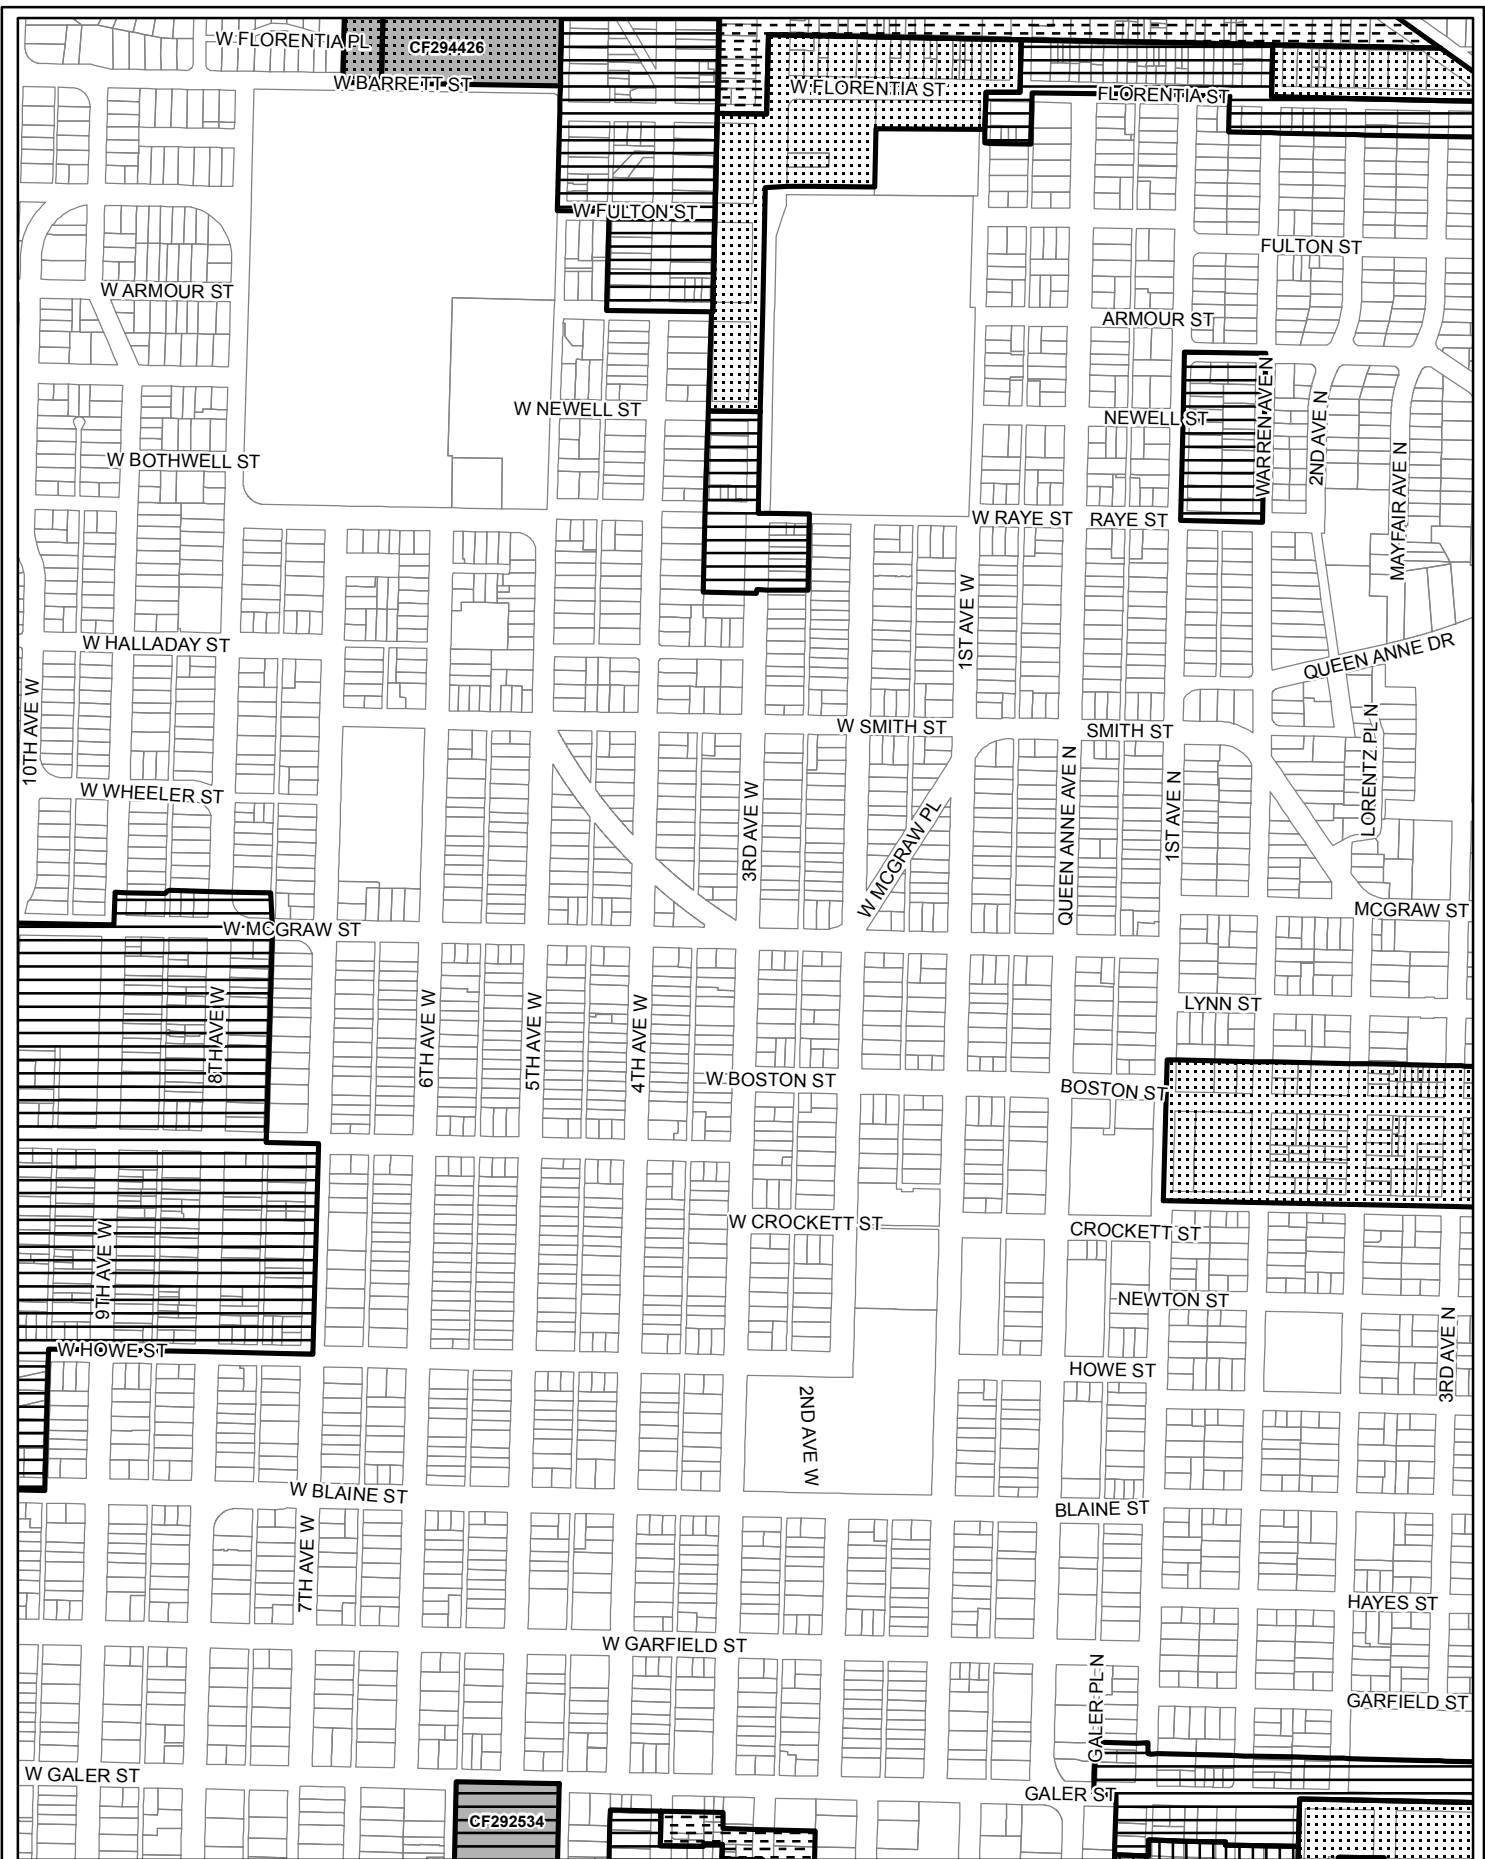 W FLORENTIA PL
CF294426
W BARRETT ST
W FLORENTIA ST
FLORENTIA ST
W FULTON ST
FULTON ST
W ARMOUR ST
ARMOUR ST
W NEWELL ST
NEWELL ST
WARREN AVE N
2ND AVE N
MAYFAIR AVE N
W BOTHWELL ST
W RAYE ST
RAYE ST
1ST AVE W
W HALLADAY ST
QUEEN ANNE DR
10TH AVE W
W SMITH ST
SMITH ST
LORENTZ PL N
W WHEELER ST
3RD AVE W
W MCGRAW PL
QUEEN ANNE AVE N
1ST AVE N
W MCGRAW ST
MCGRAW ST
8TH AVE W
6TH AVE W
5TH AVE W
4TH AVE W
LYNN ST
W BOSTON ST
BOSTON ST
W CROCKETT ST
CROCKETT ST
9TH AVE W
NEWTON ST
W HOWE ST
HOWE ST
3RD AVE N
2ND AVE W
W BLAINE ST
BLAINE ST
7TH AVE W
HAYES ST
W GARFIELD ST
GALER PL N
GARFIELD ST
W GALER ST
GALER ST
CF292534